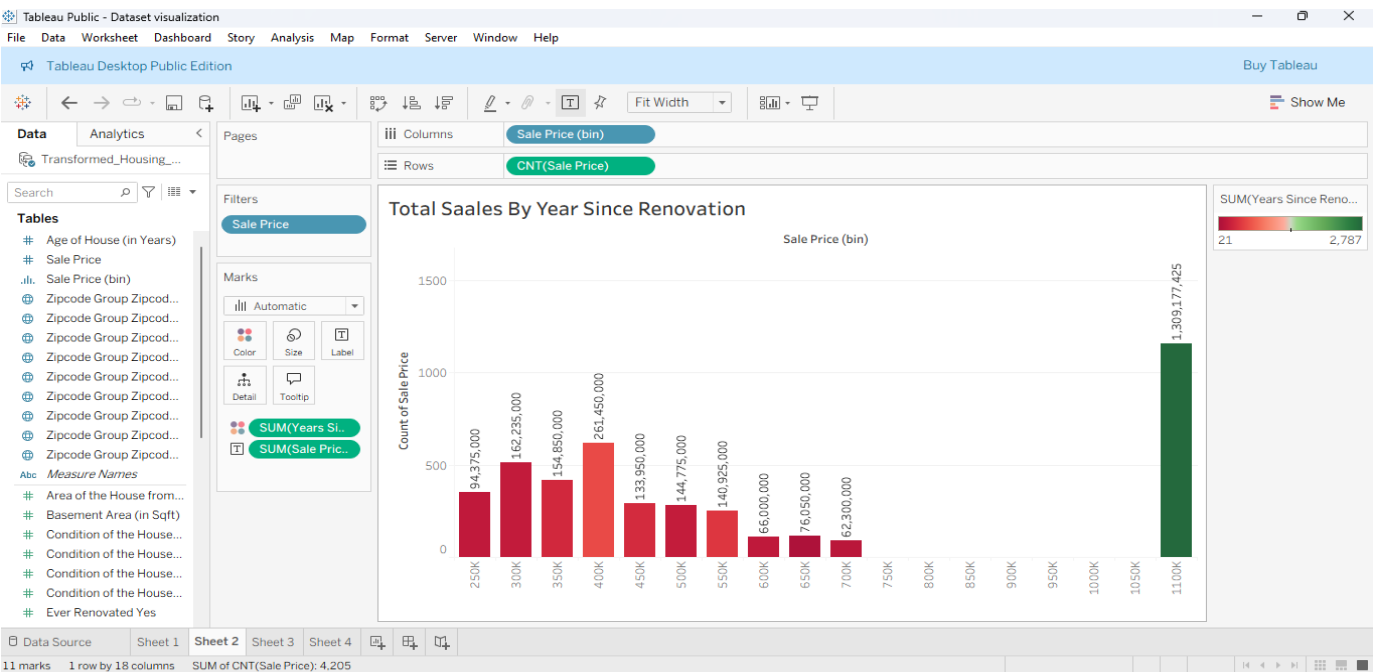 Tableau Public - Dataset visualization
File Data Worksheet Dashboard Story Analysis Map Format Server Window Help
Tableau Desktop Public Edition
Buy Tableau
Fit Width
Show Me
Data
Analytics
Transformed_Housing_...
Search
Tables
Age of House (in Years)
Sale Price
Sale Price (bin)
Zipcode Group Zipcod...
Zipcode Group Zipcod...
Zipcode Group Zipcod...
Zipcode Group Zipcod...
Zipcode Group Zipcod...
Zipcode Group Zipcod...
Zipcode Group Zipcod...
Zipcode Group Zipcod...
Zipcode Group Zipcod...
Abc Measure Names
Area of the House from...
Basement Area (in Sqft)
Condition of the House...
Condition of the House...
Condition of the House...
Condition of the House...
Ever Renovated Yes
Pages
Filters
Sale Price
Marks
Automatic
Color
Size
Label
Detail
Tooltip
SUM(Years Si..
SUM(Sale Pric..
Columns
Sale Price (bin)
Rows
CNT(Sale Price)
Total Saales By Year Since Renovation
Sale Price (bin)
Count of Sale Price
1500
1000
500
0
94,375,000
162,235,000
154,850,000
261,450,000
133,950,000
144,775,000
140,925,000
66,000,000
76,050,000
62,300,000
1,309,177,425
250K
300K
350K
400K
450K
500K
550K
600K
650K
700K
750K
800K
850K
900K
950K
1000K
1050K
1100K
SUM(Years Since Reno...
21
2,787
Data Source
Sheet 1
Sheet 2
Sheet 3
Sheet 4
11 marks
1 row by 18 columns
SUM of CNT(Sale Price): 4,205